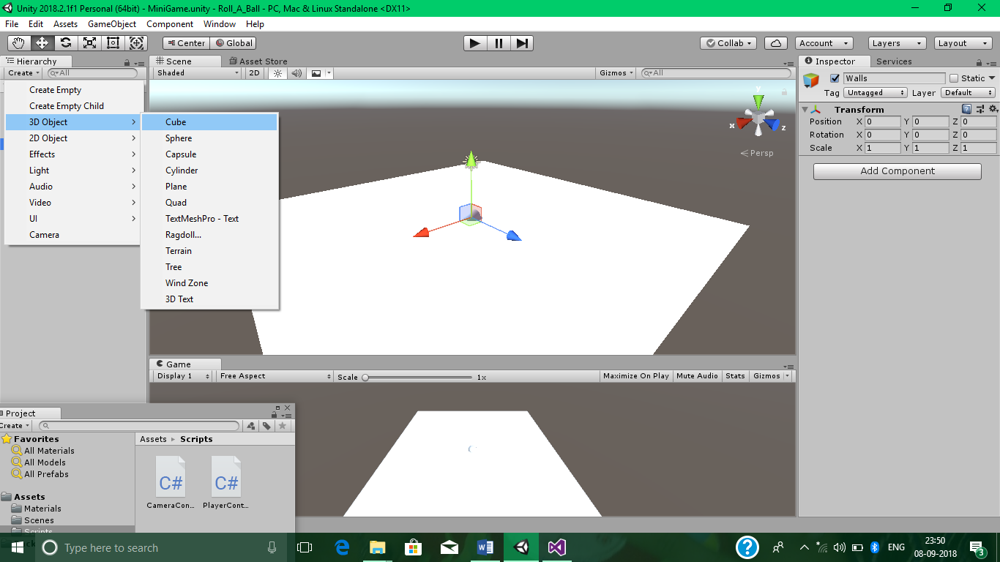 Unity 2018.2.1f1 Personal (64bit) - MiniGame.unity - Roll_A_Ball - PC, Mac & Linux Standalone <DX11>
File Edit Assets GameObject Component Window Help
Center Global Collab Account Layers Layout
Hierarchy
Create All
Create Empty
Create Empty Child
3D Object
2D Object
Effects
Light
Audio
Video
UI
Camera
Cube
Sphere
Capsule
Cylinder
Plane
Quad
TextMeshPro - Text
Ragdoll...
Terrain
Tree
Wind Zone
3D Text
Scene Asset Store
Shaded 2D Gizmos All
y
x z
Persp
Game
Display 1 Free Aspect Scale 1x Maximize On Play Mute Audio Stats Gizmos
Inspector Services
Walls Static
Tag Untagged Layer Default
Transform
Position X 0 Y 0 Z 0
Rotation X 0 Y 0 Z 0
Scale X 1 Y 1 Z 1
Add Component
Project
Create
Favorites
All Materials
All Models
All Prefabs
Assets
Materials
Scenes
Scripts
Assets Scripts
C# C#
CameraCon... PlayerCont...
Type here to search
ENG
23:50
08-09-2018
3